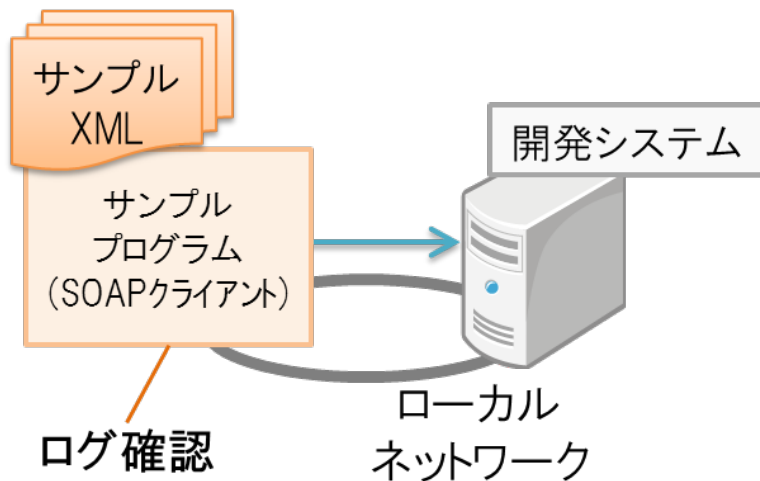 サンプル
XML
開発システム
サンプル
プログラム
(SOAPクライアント)
ログ確認
ローカル
ネットワーク